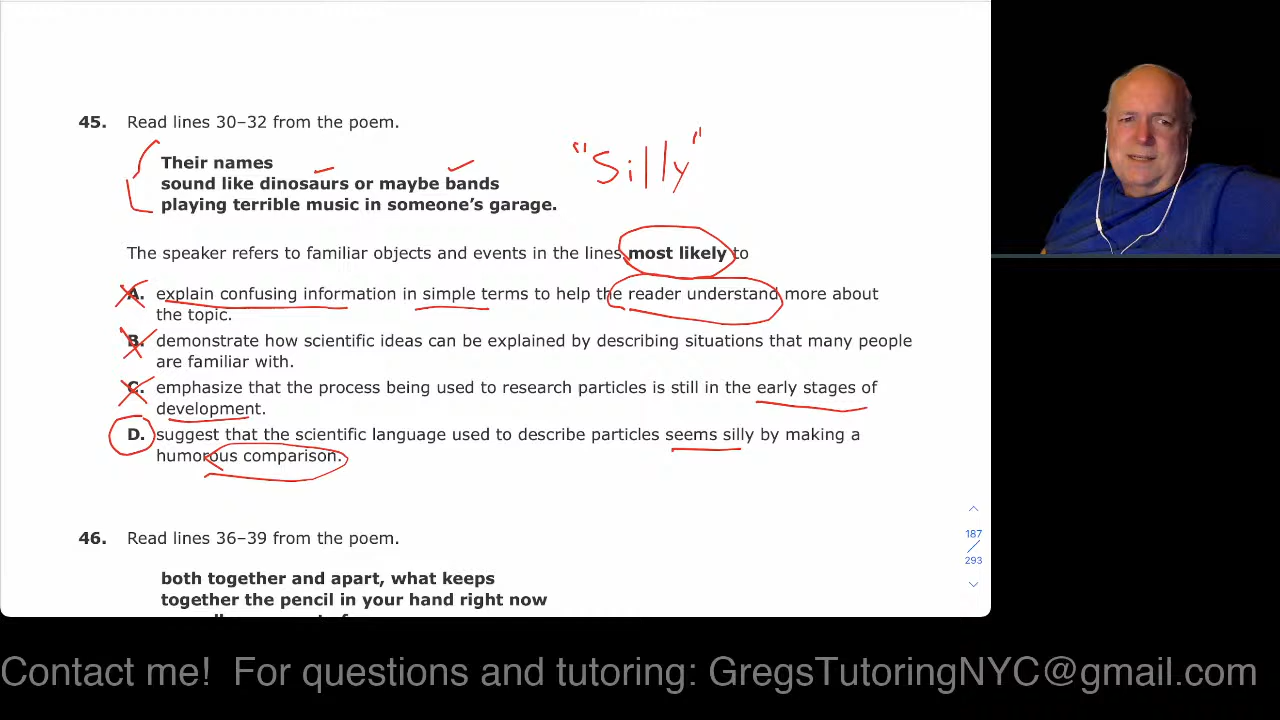 45. Read lines 30–32 from the poem.
Their names
sound like dinosaurs or maybe bands
playing terrible music in someone's garage.
"Silly"
The speaker refers to familiar objects and events in the lines most likely to
A. explain confusing information in simple terms to help the reader understand more about
the topic.
B. demonstrate how scientific ideas can be explained by describing situations that many people
are familiar with.
C. emphasize that the process being used to research particles is still in the early stages of
development.
D. suggest that the scientific language used to describe particles seems silly by making a
humorous comparison.
46. Read lines 36–39 from the poem.
both together and apart, what keeps
together the pencil in your hand right now
187
293
Contact me! For questions and tutoring: GregsTutoringNYC@gmail.com